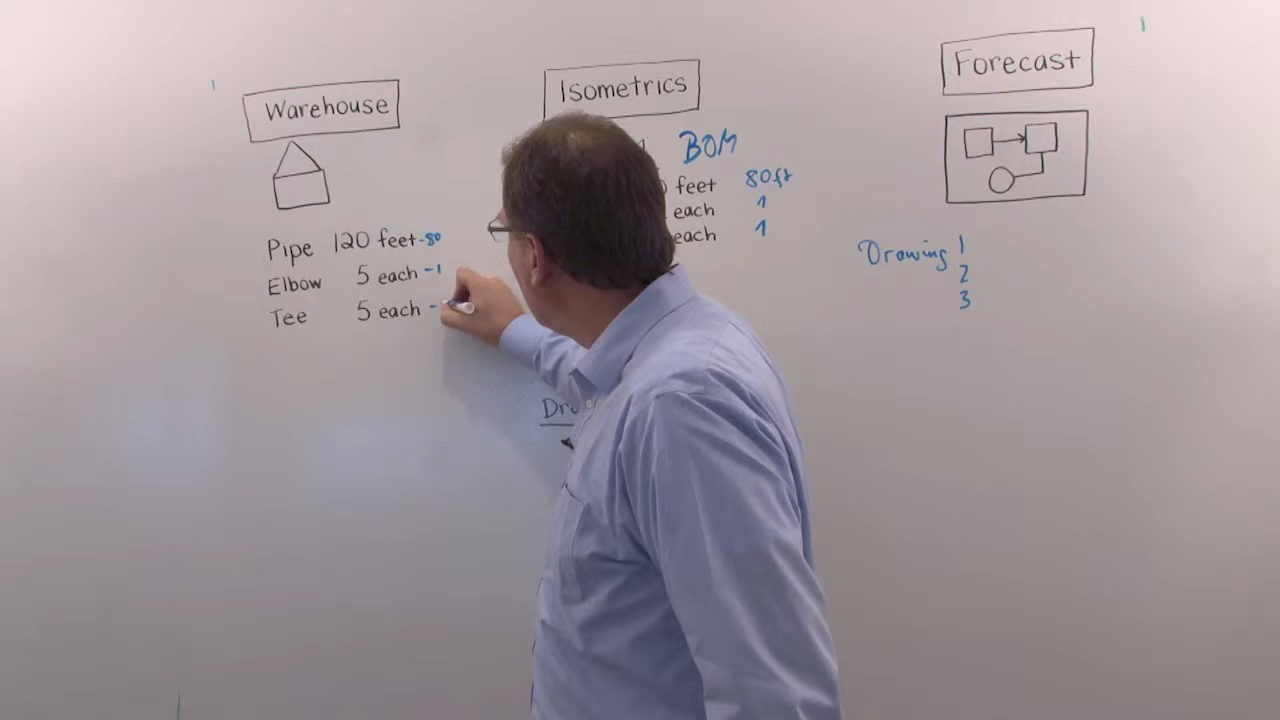 Warehouse
Pipe 120 feet -80
Elbow 5 each -1
Tee 5 each -
Isometrics
BOM
feet 80ft
each 1
each 1
Forecast
Drawing 1
2
3